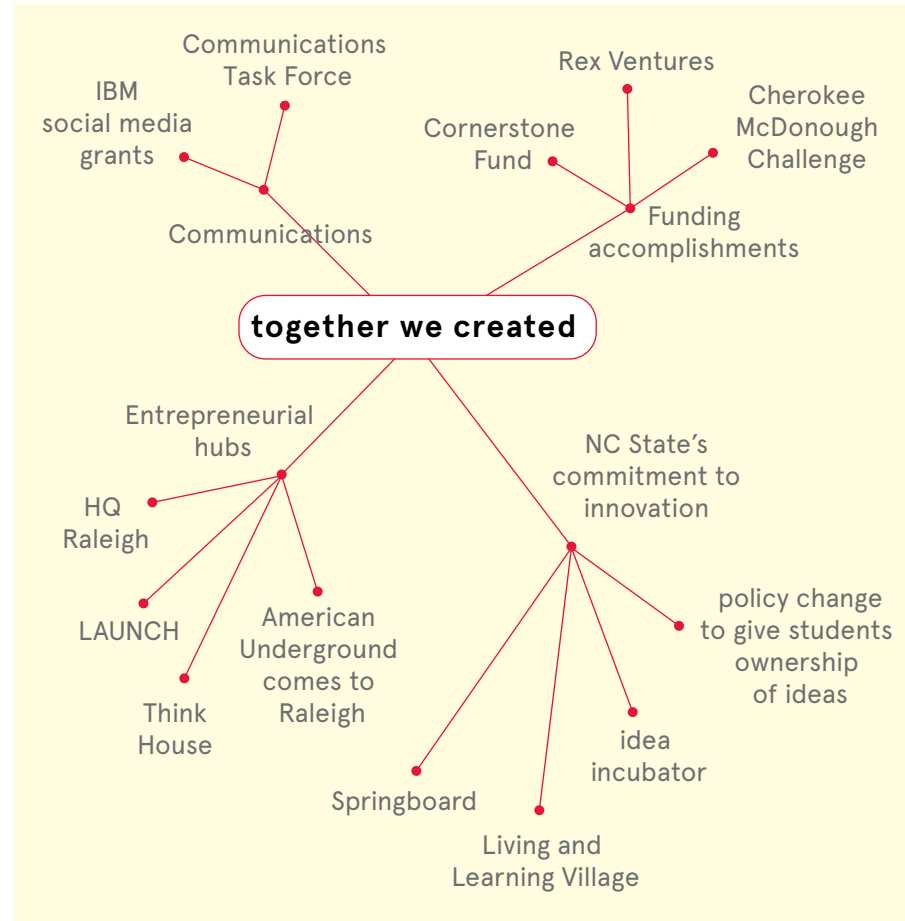 Communications
Task Force
IBM
social media
grants
Communications
Rex Ventures
Cornerstone
Fund
Cherokee
McDonough
Challenge
Funding
accomplishments
together we created
Entrepreneurial
hubs
HQ
Raleigh
LAUNCH
Think
House
American
Underground
comes to
Raleigh
NC State’s
commitment to
innovation
Springboard
Living and
Learning Village
idea
incubator
policy change
to give students
ownership
of ideas